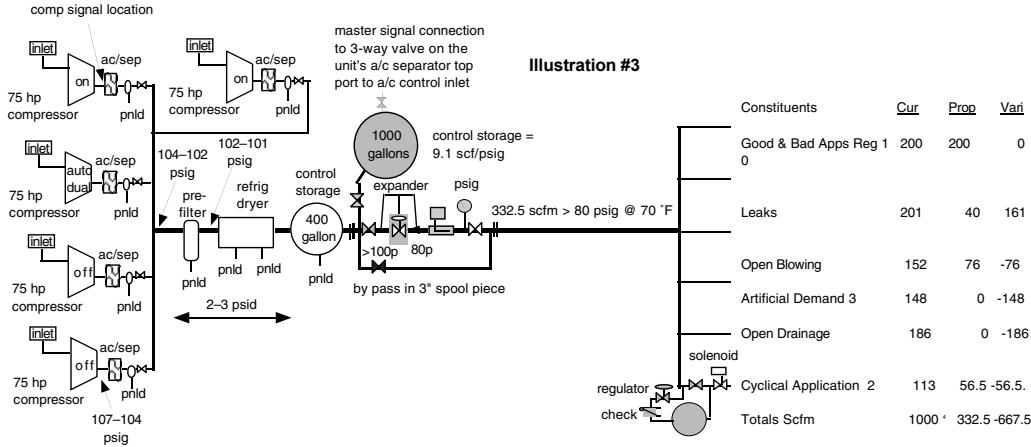 comp signal location
inlet
ac/sep
on
75 hp
compressor
pnld
inlet
ac/sep
on
75 hp
compressor
pnld
master signal connection
to 3-way valve on the
unit's a/c separator top
port to a/c control inlet
Illustration #3
inlet
ac/sep
auto
dual
75 hp
compressor
pnld
104–102
psig
102–101
psig
pre-
filter
pnld
refrig
dryer
pnld pnld
2–3 psid
control
storage
400
gallon
pnld
1000
gallons
control storage =
9.1 scf/psig
expander
psig
>100p
80p
by pass in 3" spool piece
332.5 scfm > 80 psig @ 70 ˚F
inlet
ac/sep
off
75 hp
compressor
pnld
inlet
ac/sep
off
75 hp
compressor
pnld
107–104
psig
regulator
check
solenoid
Constituents Cur Prop Vari
Good & Bad Apps Reg 1 200 200 0
0
Leaks 201 40 161
Open Blowing 152 76 -76
Artificial Demand 3 148 0 -148
Open Drainage 186 0 -186
Cyclical Application 2 113 56.5 -56.5.
Totals Scfm 1000 4 332.5 -667.5